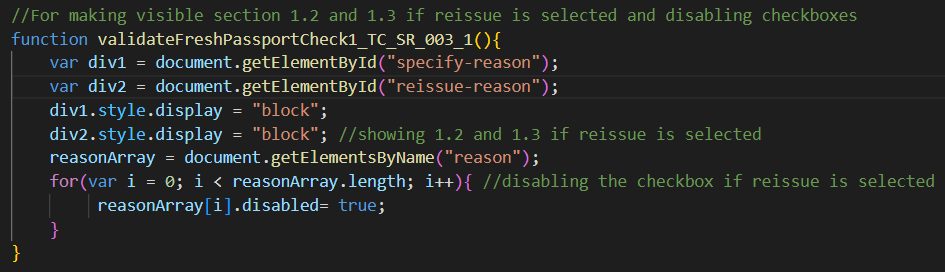 //For making visible section 1.2 and 1.3 if reissue is selected and disabling checkboxes
function validateFreshPassportCheck1_TC_SR_003_1(){
    var div1 = document.getElementById("specify-reason");
    var div2 = document.getElementById("reissue-reason");
    div1.style.display = "block";
    div2.style.display = "block"; //showing 1.2 and 1.3 if reissue is selected
    reasonArray = document.getElementsByName("reason");
    for(var i = 0; i < reasonArray.length; i++){ //disabling the checkbox if reissue is selected
        reasonArray[i].disabled= true;
    }
}